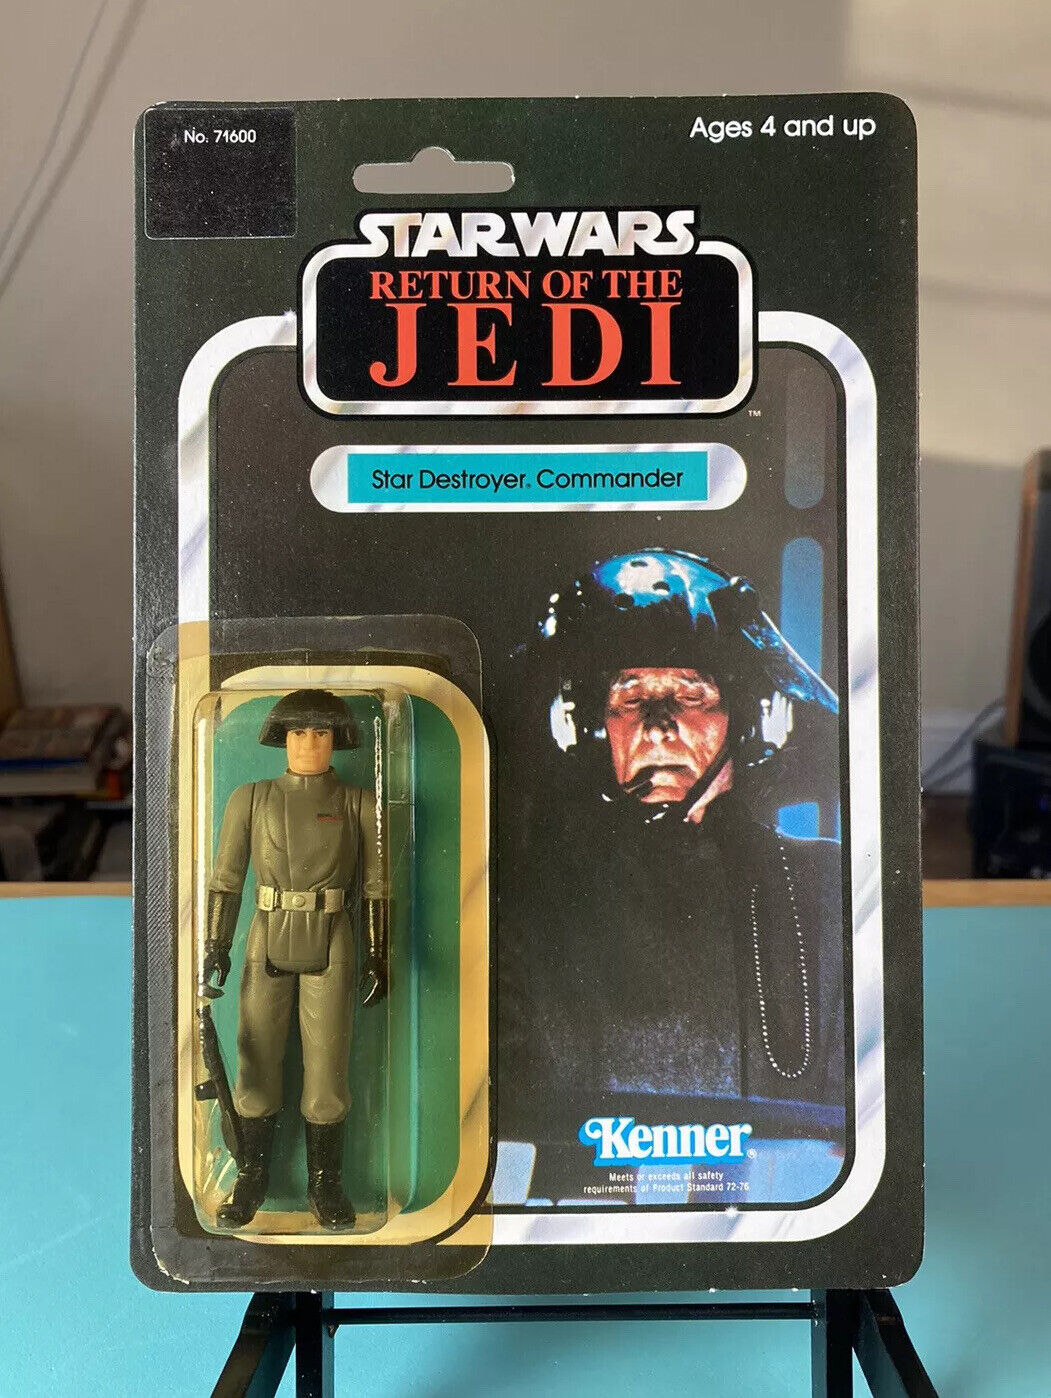 No. 71600
Ages 4 and up
STAR WARS
RETURN OF THE
JEDI
TM
Star Destroyer® Commander
Kenner®
Meets or exceeds all safety
requirements of Product Standard 72-76